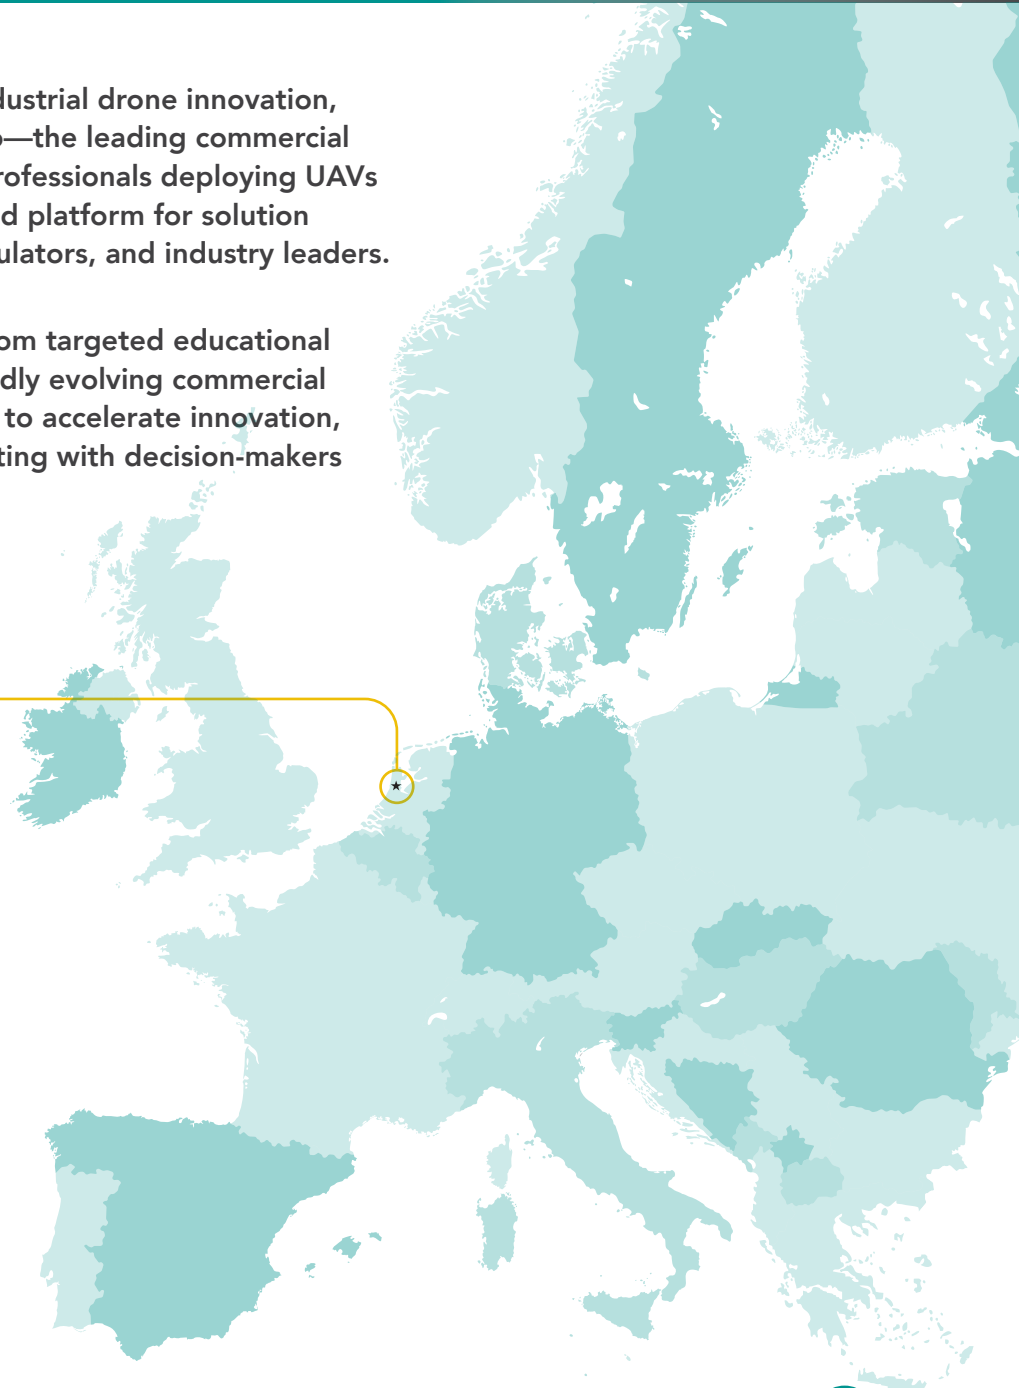 dustrial drone innovation,
—the leading commercial
rofessionals deploying UAVs
d platform for solution
ulators, and industry leaders.
om targeted educational
dly evolving commercial
to accelerate innovation,
ting with decision-makers